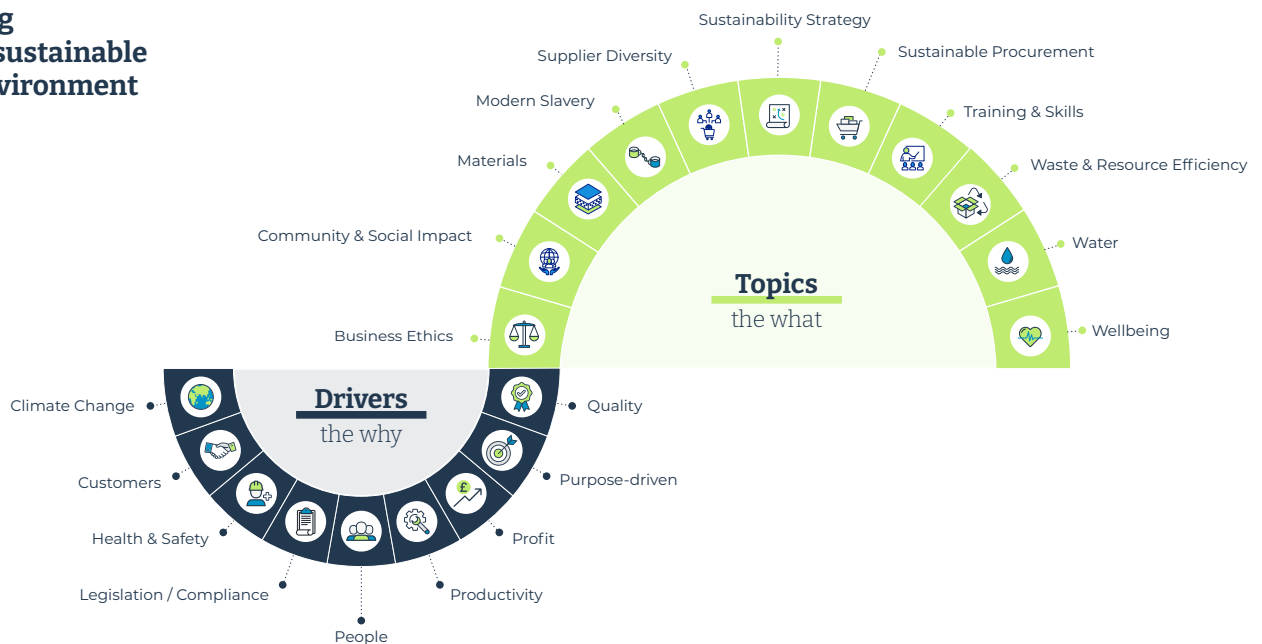 g
sustainable
vironment
Sustainability Strategy
Supplier Diversity
Sustainable Procurement
Modern Slavery
Training & Skills
Materials
Waste & Resource Efficiency
Community & Social Impact
Water
Business Ethics
Wellbeing
Topics
the what
Drivers
the why
Climate Change
Quality
Customers
Purpose-driven
Health & Safety
Profit
Legislation / Compliance
Productivity
People
£